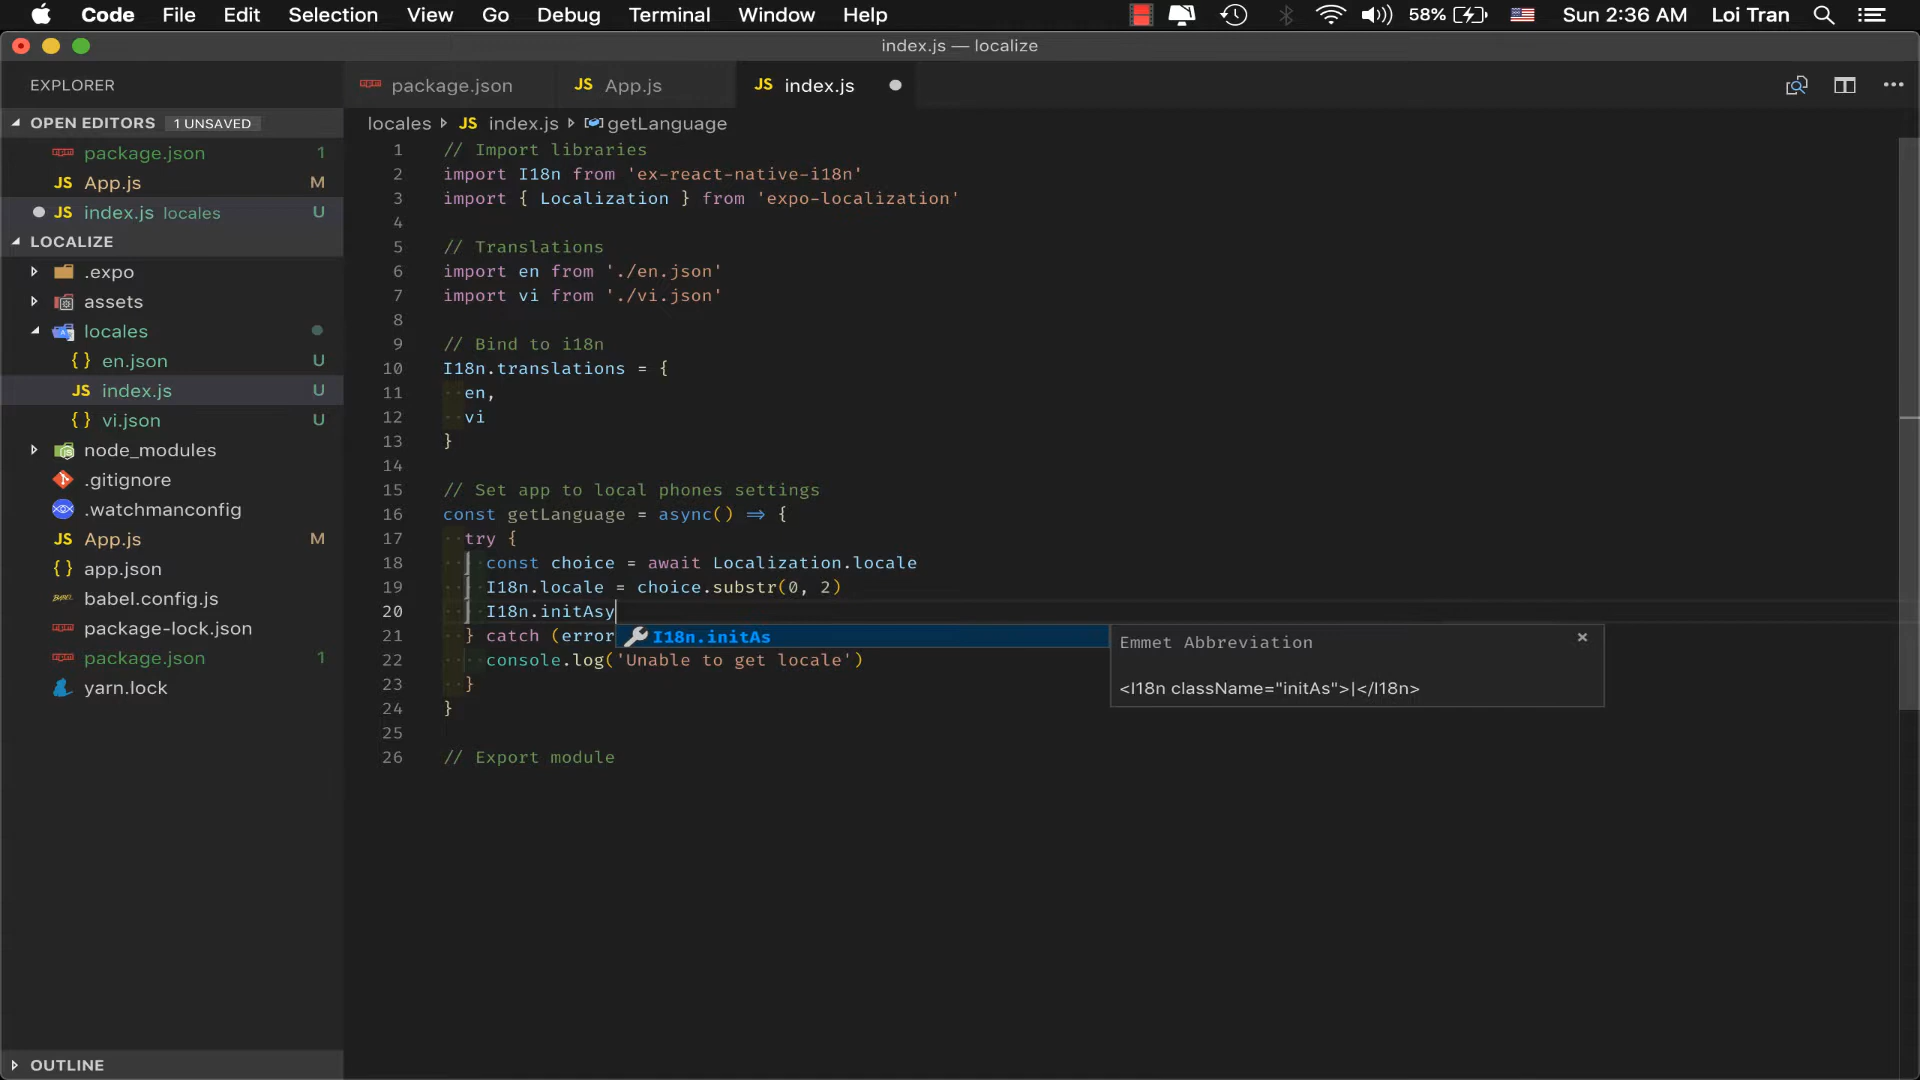 Code File Edit Selection View Go Debug Terminal Window Help 58% Sun 2:36 AM Loi Tran
index.js — localize
EXPLORER
OPEN EDITORS 1 UNSAVED
package.json 1
JS App.js M
JS index.js locales U
LOCALIZE
.expo
assets
locales
{} en.json U
JS index.js U
{} vi.json U
node_modules
.gitignore
.watchmanconfig
JS App.js M
{} app.json
BABEL babel.config.js
package-lock.json
package.json 1
yarn.lock
OUTLINE
package.json JS App.js JS index.js
locales JS index.js getLanguage
1 // Import libraries
2 import I18n from 'ex-react-native-i18n'
3 import { Localization } from 'expo-localization'
4
5 // Translations
6 import en from './en.json'
7 import vi from './vi.json'
8
9 // Bind to i18n
10 I18n.translations = {
11 en,
12 vi
13 }
14
15 // Set app to local phones settings
16 const getLanguage = async() => {
17 try {
18 const choice = await Localization.locale
19 I18n.locale = choice.substr(0, 2)
20 I18n.initAsy
21 } catch (error
22 console.log('Unable to get locale')
23 }
24 }
25
26 // Export module
I18n.initAs
Emmet Abbreviation ×
<I18n className="initAs">|</I18n>